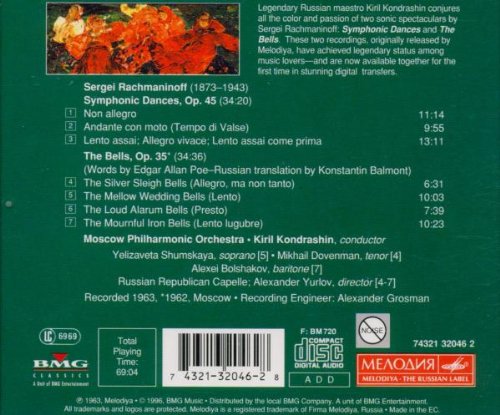 Legendary Russian maestro Kiril Kondrashin conjures
all the color and passion of two sonic spectaculars by
Sergei Rachmaninoff: Symphonic Dances and The
Bells. These two recordings, originally released by
Melodiya, have achieved legendary status among
music lovers—and are now available together for the
first time in stunning digital transfers.
Sergei Rachmaninoff (1873–1943)
Symphonic Dances, Op. 45 (34:20)
1 Non allegro 11:14
2 Andante con moto (Tempo di Valse) 9:55
3 Lento assai; Allegro vivace; Lento assai come prima 13:11
The Bells, Op. 35* (34:36)
(Words by Edgar Allan Poe–Russian translation by Konstantin Balmont)
4 The Silver Sleigh Bells (Allegro, ma non tanto) 6:31
5 The Mellow Wedding Bells (Lento) 10:03
6 The Loud Alarum Bells (Presto) 7:39
7 The Mournful Iron Bells (Lento lugubre) 10:23
Moscow Philharmonic Orchestra • Kiril Kondrashin, conductor
Yelizaveta Shumskaya, soprano [5] • Mikhail Dovenman, tenor [4]
Alexei Bolshakov, baritone [7]
Russian Republican Capelle; Alexander Yurlov, director [4-7]
Recorded 1963, *1962, Moscow • Recording Engineer: Alexander Grosman
LC 6969
BMG
CLASSICS
A Unit of BMG Entertainment
Total
Playing
Time:
69:04
7 74321-32046-2 8
F: BM 720
COMPACT
disc
DIGITAL AUDIO
ADD
NOISE
74321 32046 2
МЕЛОДИЯ
MELODIYA - THE RUSSIAN LABEL
℗ 1963, Melodiya • © 1996, BMG Music • Distributed by the local BMG Company. A unit of BMG Entertainment.
All trademarks and logos are protected. Melodiya is a registered trademark of Firma Melodiya, Russia • Made in the EC.